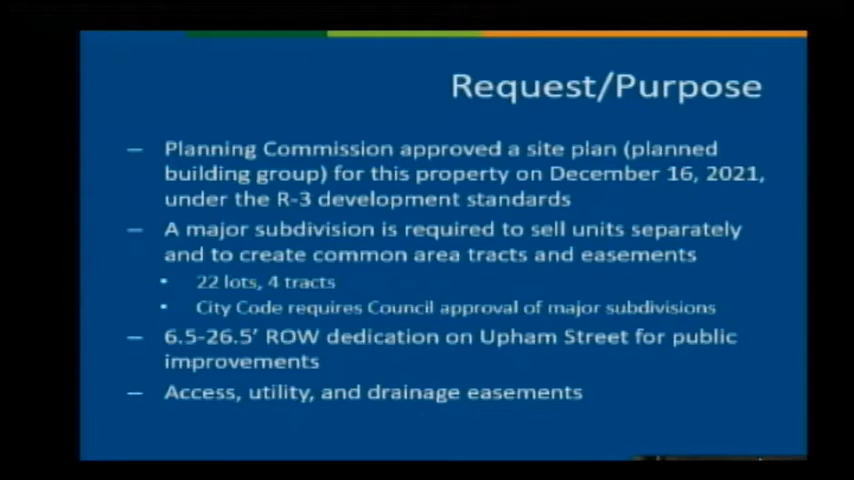 Request/Purpose
– Planning Commission approved a site plan (planned
building group) for this property on December 16, 2021,
under the R-3 development standards
– A major subdivision is required to sell units separately
and to create common area tracts and easements
• 22 lots, 4 tracts
• City Code requires Council approval of major subdivisions
– 6.5-26.5’ ROW dedication on Upham Street for public
improvements
– Access, utility, and drainage easements